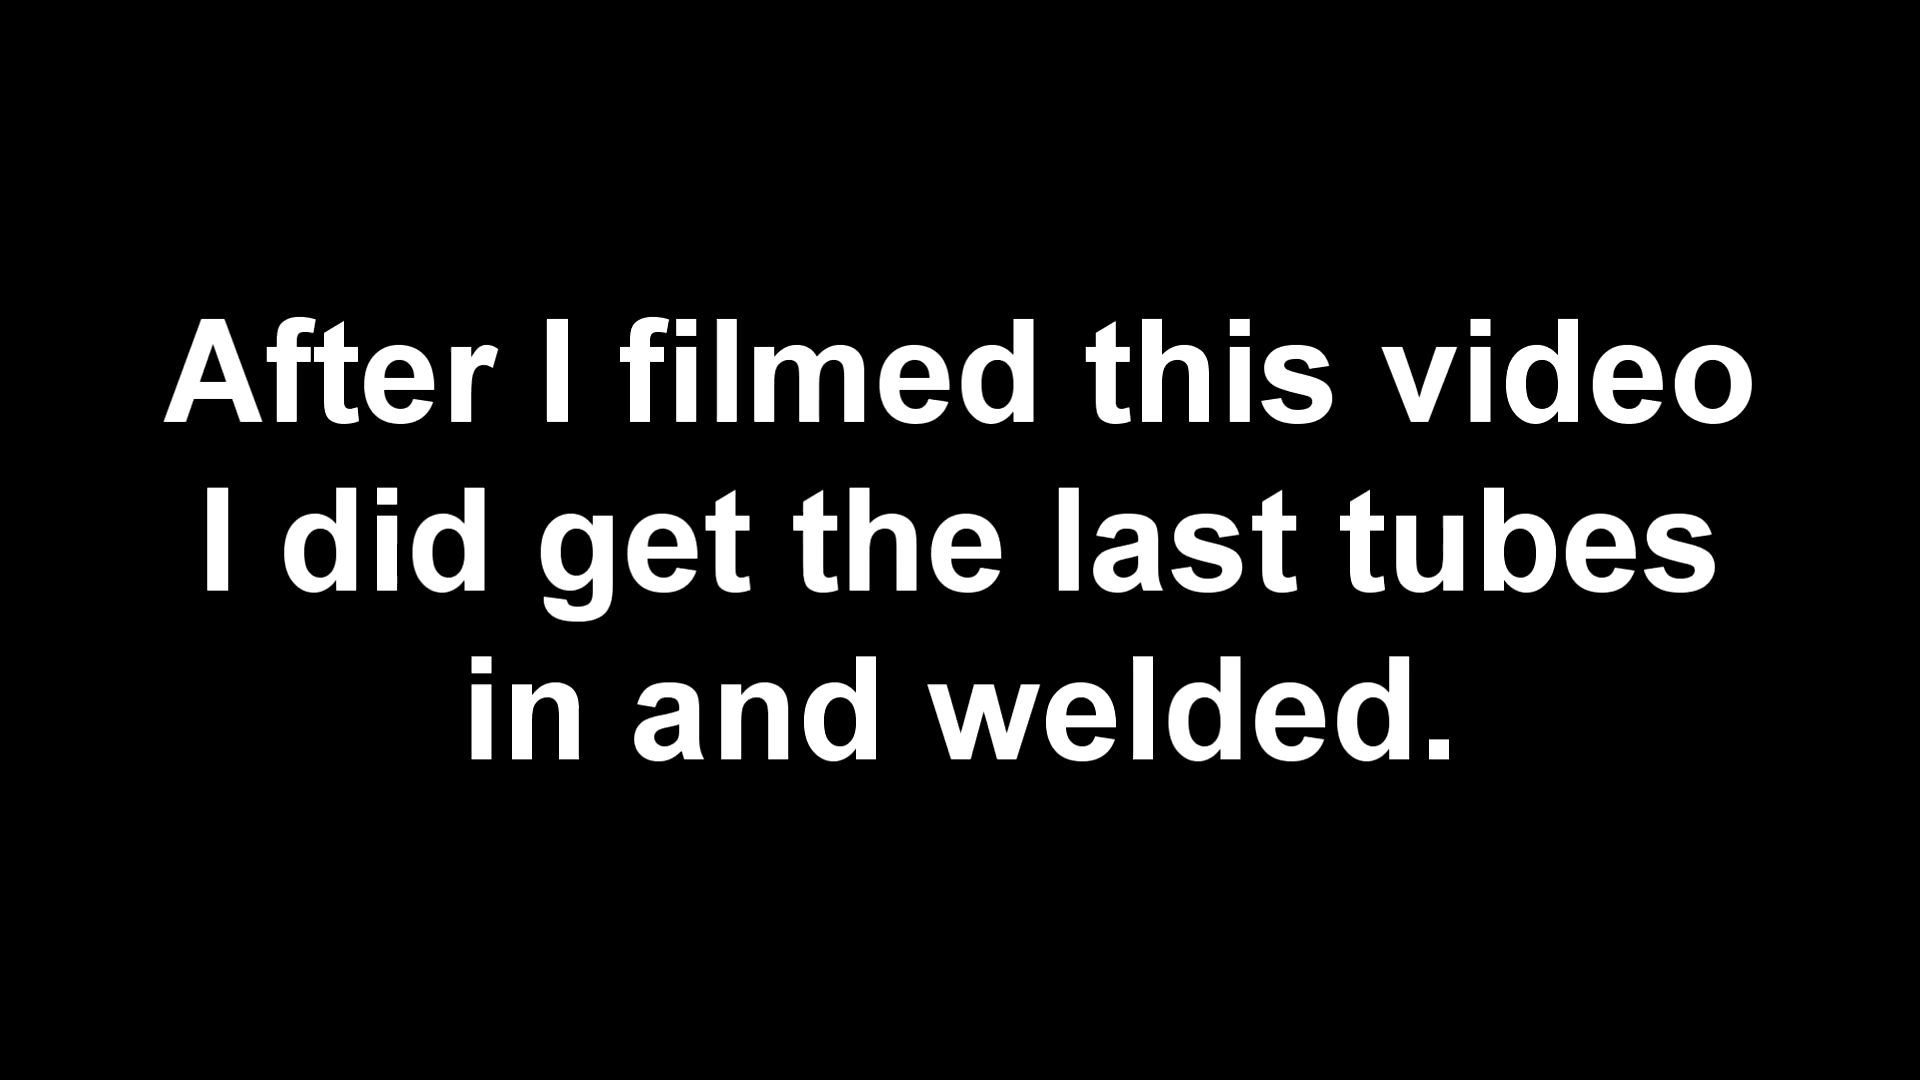 After I filmed this video
I did get the last tubes
in and welded.